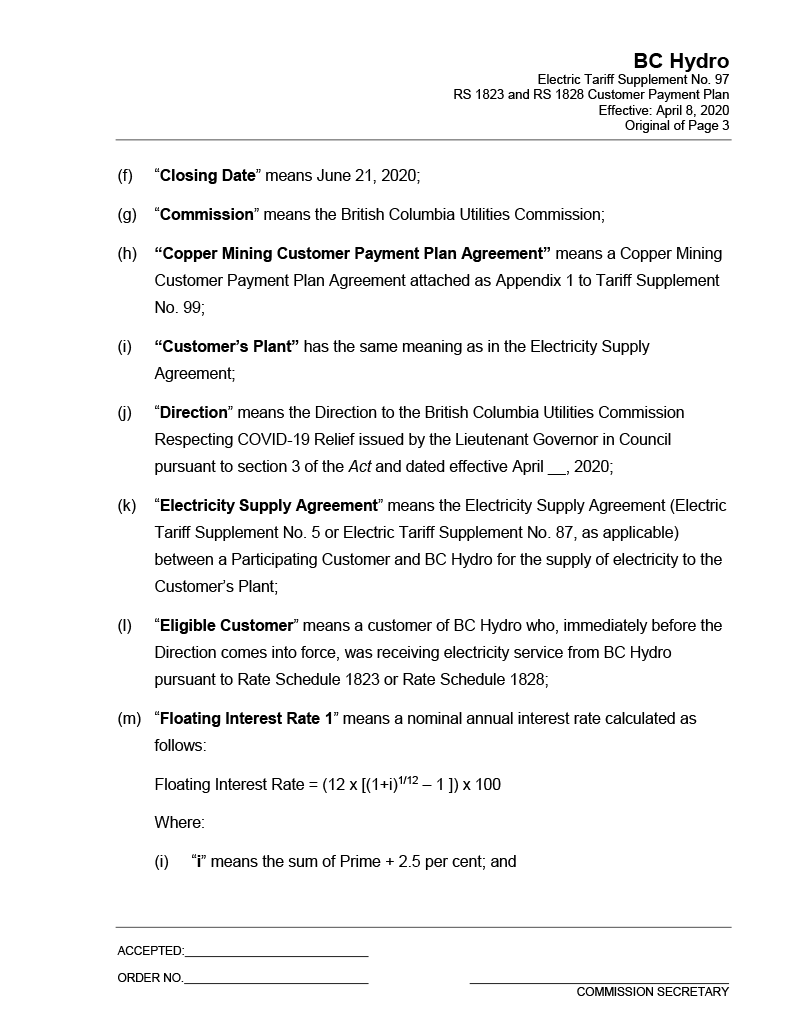 BC Hydro
Electric Tariff Supplement No. 97
RS 1823 and RS 1828 Customer Payment Plan
Effective: April 8, 2020
Original of Page 3
(f) “Closing Date” means June 21, 2020;
(g) “Commission” means the British Columbia Utilities Commission;
(h) “Copper Mining Customer Payment Plan Agreement” means a Copper Mining
Customer Payment Plan Agreement attached as Appendix 1 to Tariff Supplement
No. 99;
(i) “Customer’s Plant” has the same meaning as in the Electricity Supply
Agreement;
(j) “Direction” means the Direction to the British Columbia Utilities Commission
Respecting COVID-19 Relief issued by the Lieutenant Governor in Council
pursuant to section 3 of the Act and dated effective April __, 2020;
(k) “Electricity Supply Agreement” means the Electricity Supply Agreement (Electric
Tariff Supplement No. 5 or Electric Tariff Supplement No. 87, as applicable)
between a Participating Customer and BC Hydro for the supply of electricity to the
Customer’s Plant;
(l) “Eligible Customer” means a customer of BC Hydro who, immediately before the
Direction comes into force, was receiving electricity service from BC Hydro
pursuant to Rate Schedule 1823 or Rate Schedule 1828;
(m) “Floating Interest Rate 1” means a nominal annual interest rate calculated as
follows:
Floating Interest Rate = (12 x [(1+i)^1/12 – 1 ]) x 100
Where:
(i) “i” means the sum of Prime + 2.5 per cent; and
ACCEPTED:____________________________
ORDER NO.____________________________
COMMISSION SECRETARY